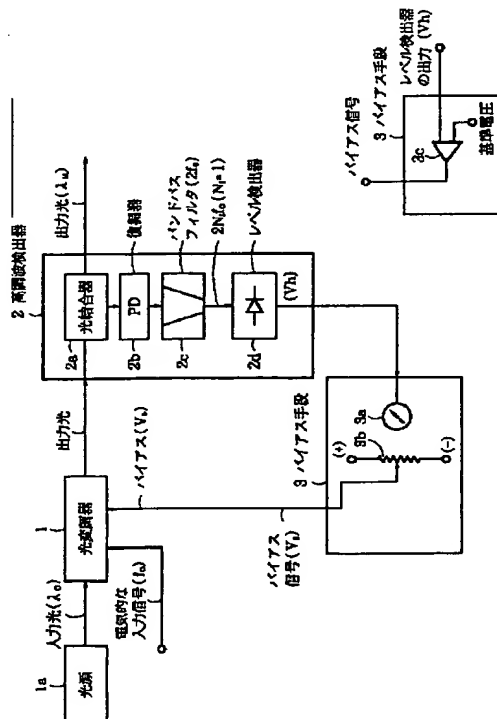 2 高調波検出器
1a
光源
入力光(λ₀)
1
光変調器
電気的な
入力信号(f₀)
出力光
バイアス(V₀)
2a
光結合器
出力光(λ₀)
2b
PD
復調器
2c
バンドパス
フィルタ(2f₀)
2Nf₀(N=1)
2d
レベル検出器
(Vh)
バイアス
信号(V₀)
3 バイアス手段
(+)
3b
3a
(-)
バイアス信号
3 バイアス手段
レベル検出器
の出力 (Vh)
3c
基準電圧